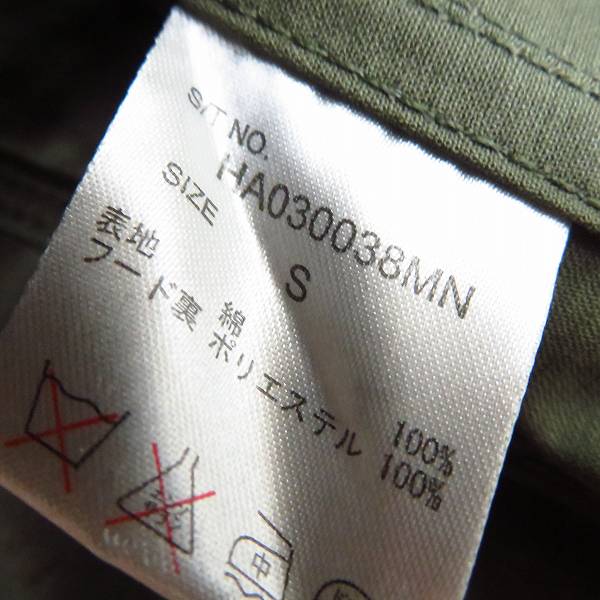 S/T NO. HA030038MN
SIZE S
表地 綿 100%
フード裏 ポリエステル 100%
中